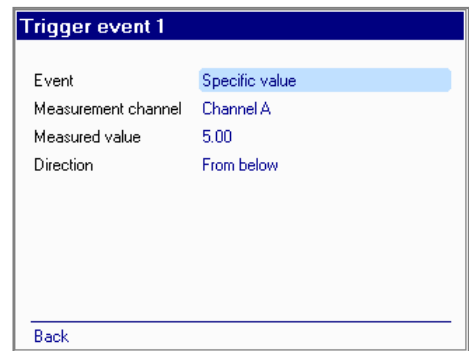 Trigger event 1
Event Specific value
Measurement channel Channel A
Measured value 5.00
Direction From below
Back